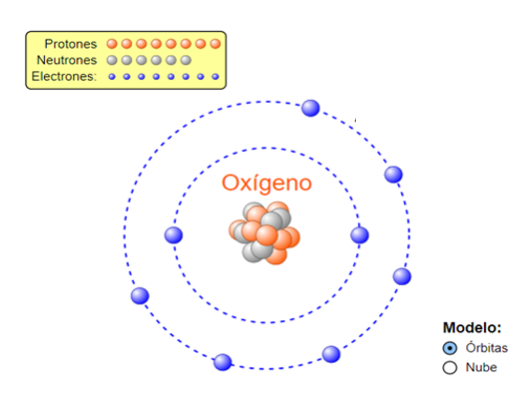 Protones
Neutrones
Electrones:
Oxígeno
Modelo:
Órbitas
Nube